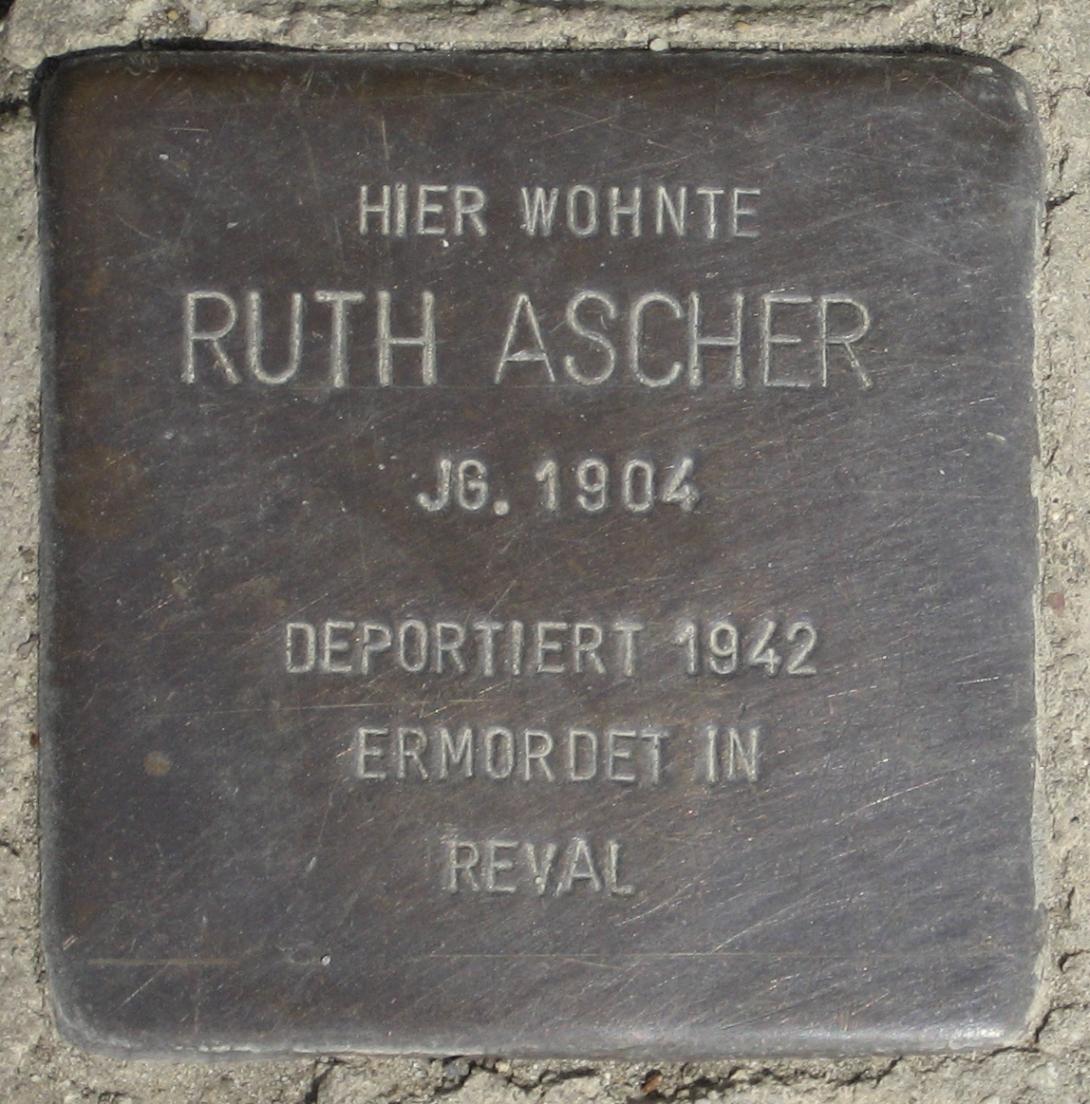 HIER WOHNTE
RUTH ASCHER
JG. 1904
DEPORTIERT 1942
ERMORDET IN
REVAL